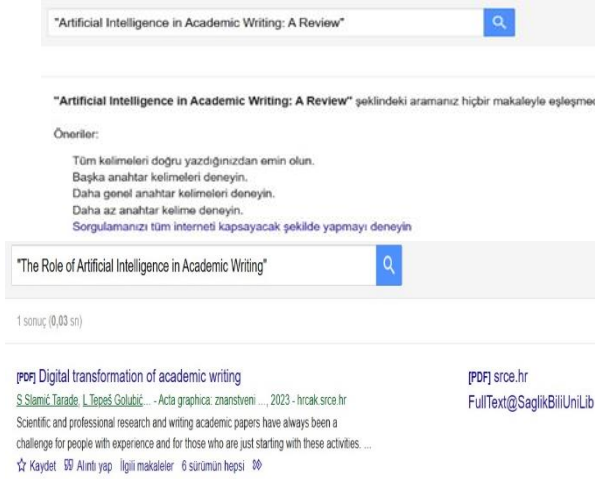 "Artificial Intelligence in Academic Writing: A Review"
"Artificial Intelligence in Academic Writing: A Review" şeklindeki aramanız hiçbir makaleyle eşleşmed
Öneriler:
Tüm kelimeleri doğru yazdığınızdan emin olun.
Başka anahtar kelimeleri deneyin.
Daha genel anahtar kelimeleri deneyin.
Daha az anahtar kelime deneyin.
Sorgulamanızı tüm interneti kapsayacak şekilde yapmayı deneyin
"The Role of Artificial Intelligence in Academic Writing"
1 sonuç (0,03 sn)
[PDF] Digital transformation of academic writing
S Slamić Tarade, L Tepeš Golubić... - Acta graphica: znanstveni ..., 2023 - hrcak.srce.hr
Scientific and professional research and writing academic papers have always been a
challenge for people with experience and for those who are just starting with these activities. ...
Kaydet Alıntı yap İlgili makaleler 6 sürümün hepsi
[PDF] srce.hr
FullText@SaglikBiliUniLib